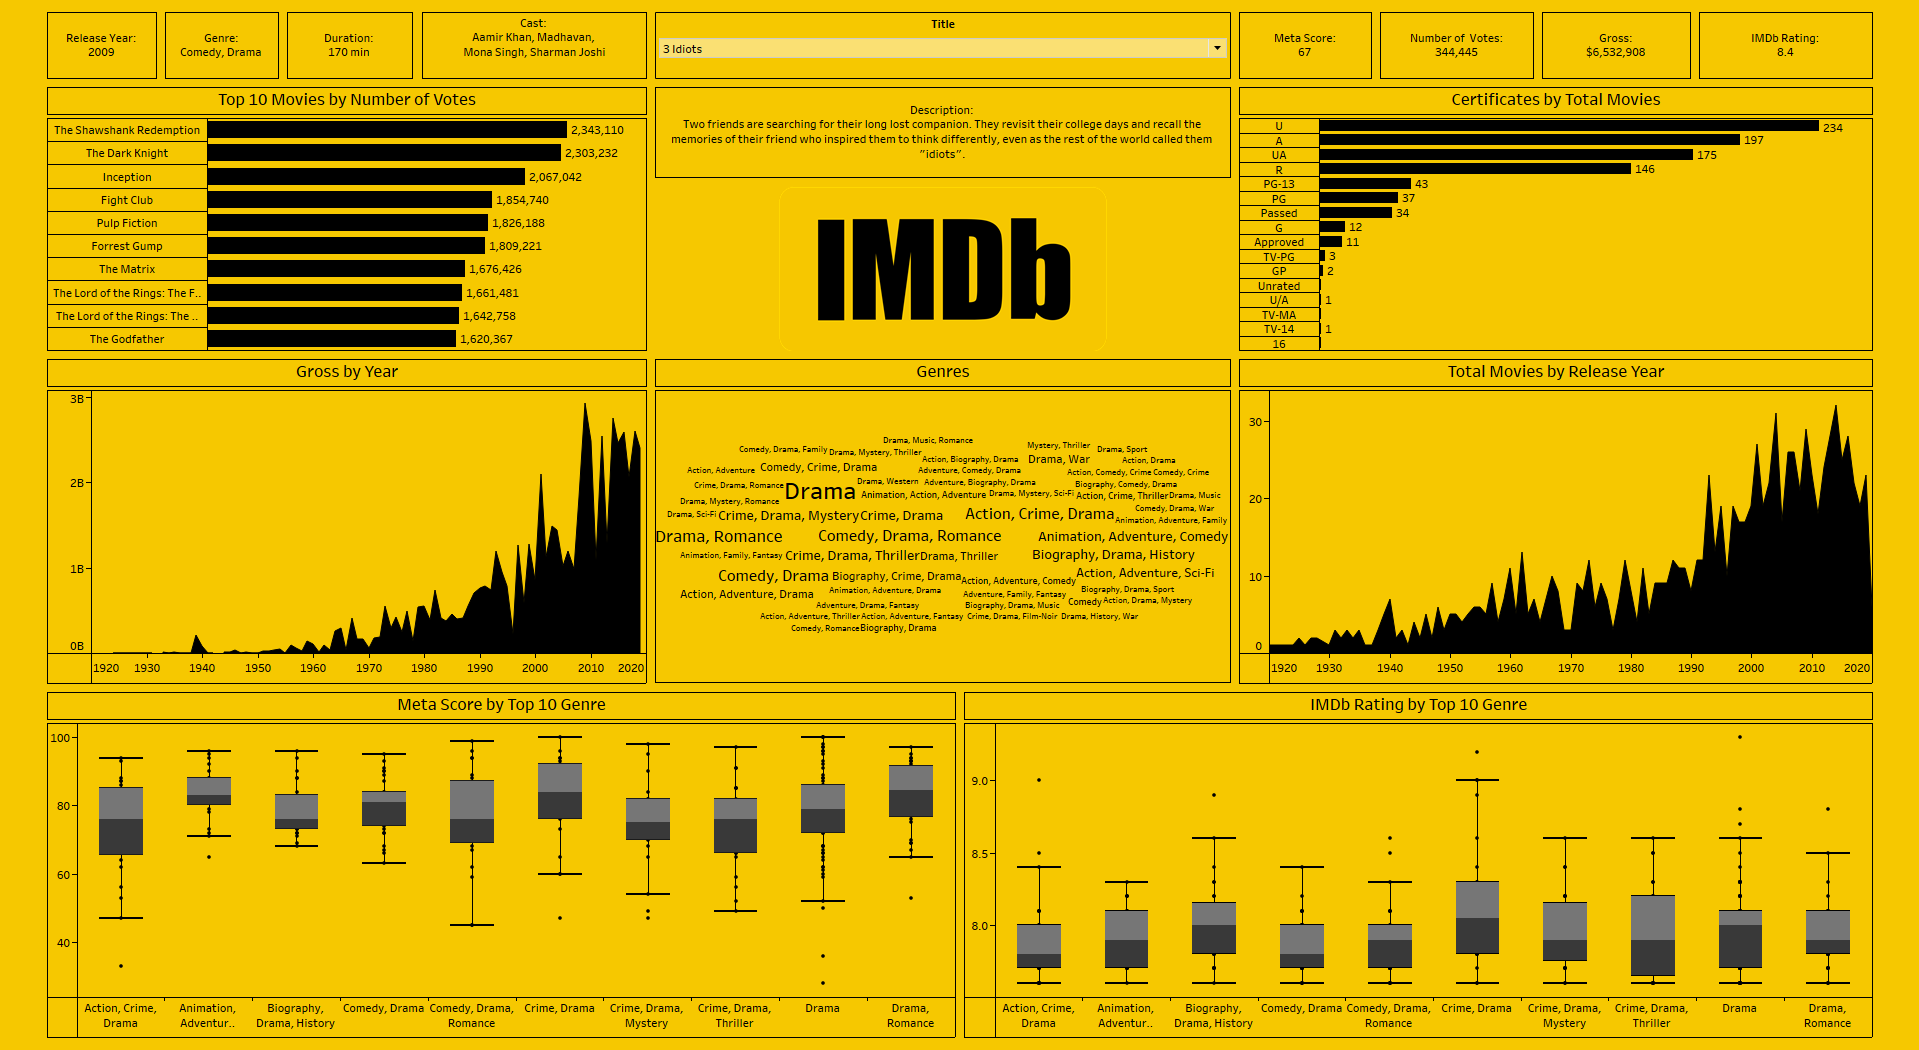 Release Year:
2009
Genre:
Comedy, Drama
Duration:
170 min
Cast:
Aamir Khan, Madhavan,
Mona Singh, Sharman Joshi
Title
3 Idiots
Meta Score:
67
Number of Votes:
344,445
Gross:
$6,532,908
IMDb Rating:
8.4
Top 10 Movies by Number of Votes
The Shawshank Redemption 2,343,110
The Dark Knight 2,303,232
Inception 2,067,042
Fight Club 1,854,740
Pulp Fiction 1,826,188
Forrest Gump 1,809,221
The Matrix 1,676,426
The Lord of the Rings: The F.. 1,661,481
The Lord of the Rings: The .. 1,642,758
The Godfather 1,620,367
Description:
Two friends are searching for their long lost companion. They revisit their college days and recall the
memories of their friend who inspired them to think differently, even as the rest of the world called them
"idiots".
IMDb
Certificates by Total Movies
U 234
A 197
UA 175
R 146
PG-13 43
PG 37
Passed 34
G 12
Approved 11
TV-PG 3
GP 2
Unrated
U/A 1
TV-MA
TV-14 1
16
Gross by Year
3B
2B
1B
0B
1920 1930 1940 1950 1960 1970 1980 1990 2000 2010 2020
Genres
Drama, Music, Romance
Comedy, Drama, Family Drama, Mystery, Thriller Mystery, Thriller Drama, Sport
Action, Biography, Drama Drama, War Action, Drama
Action, Adventure Comedy, Crime, Drama Adventure, Comedy, Drama Action, Comedy, Crime Comedy, Crime
Crime, Drama, Romance Drama Drama, Western Adventure, Biography, Drama Biography, Comedy, Drama
Drama, Mystery, Romance Animation, Action, Adventure Drama, Mystery, Sci-Fi Action, Crime, Thriller Drama, Music
Drama, Sci-Fi Crime, Drama, Mystery Crime, Drama Action, Crime, Drama Comedy, Drama, War
Animation, Adventure, Family
Drama, Romance Comedy, Drama, Romance Animation, Adventure, Comedy
Animation, Family, Fantasy Crime, Drama, Thriller Drama, Thriller Biography, Drama, History
Comedy, Drama Biography, Crime, Drama Action, Adventure, Comedy Action, Adventure, Sci-Fi
Action, Adventure, Drama Animation, Adventure, Drama Adventure, Family, Fantasy Biography, Drama, Sport
Adventure, Drama, Fantasy Biography, Drama, Music Comedy Action, Drama, Mystery
Action, Adventure, Thriller Action, Adventure, Fantasy Crime, Drama, Film-Noir Drama, History, War
Comedy, Romance Biography, Drama
Total Movies by Release Year
30
20
10
0
1920 1930 1940 1950 1960 1970 1980 1990 2000 2010 2020
Meta Score by Top 10 Genre
100
80
60
40
Action, Crime,
Drama
Animation,
Adventur..
Biography,
Drama, History
Comedy, Drama
Comedy, Drama,
Romance
Crime, Drama
Crime, Drama,
Mystery
Crime, Drama,
Thriller
Drama
Drama,
Romance
IMDb Rating by Top 10 Genre
9.0
8.5
8.0
Action, Crime,
Drama
Animation,
Adventur..
Biography,
Drama, History
Comedy, Drama
Comedy, Drama,
Romance
Crime, Drama
Crime, Drama,
Mystery
Crime, Drama,
Thriller
Drama
Drama,
Romance